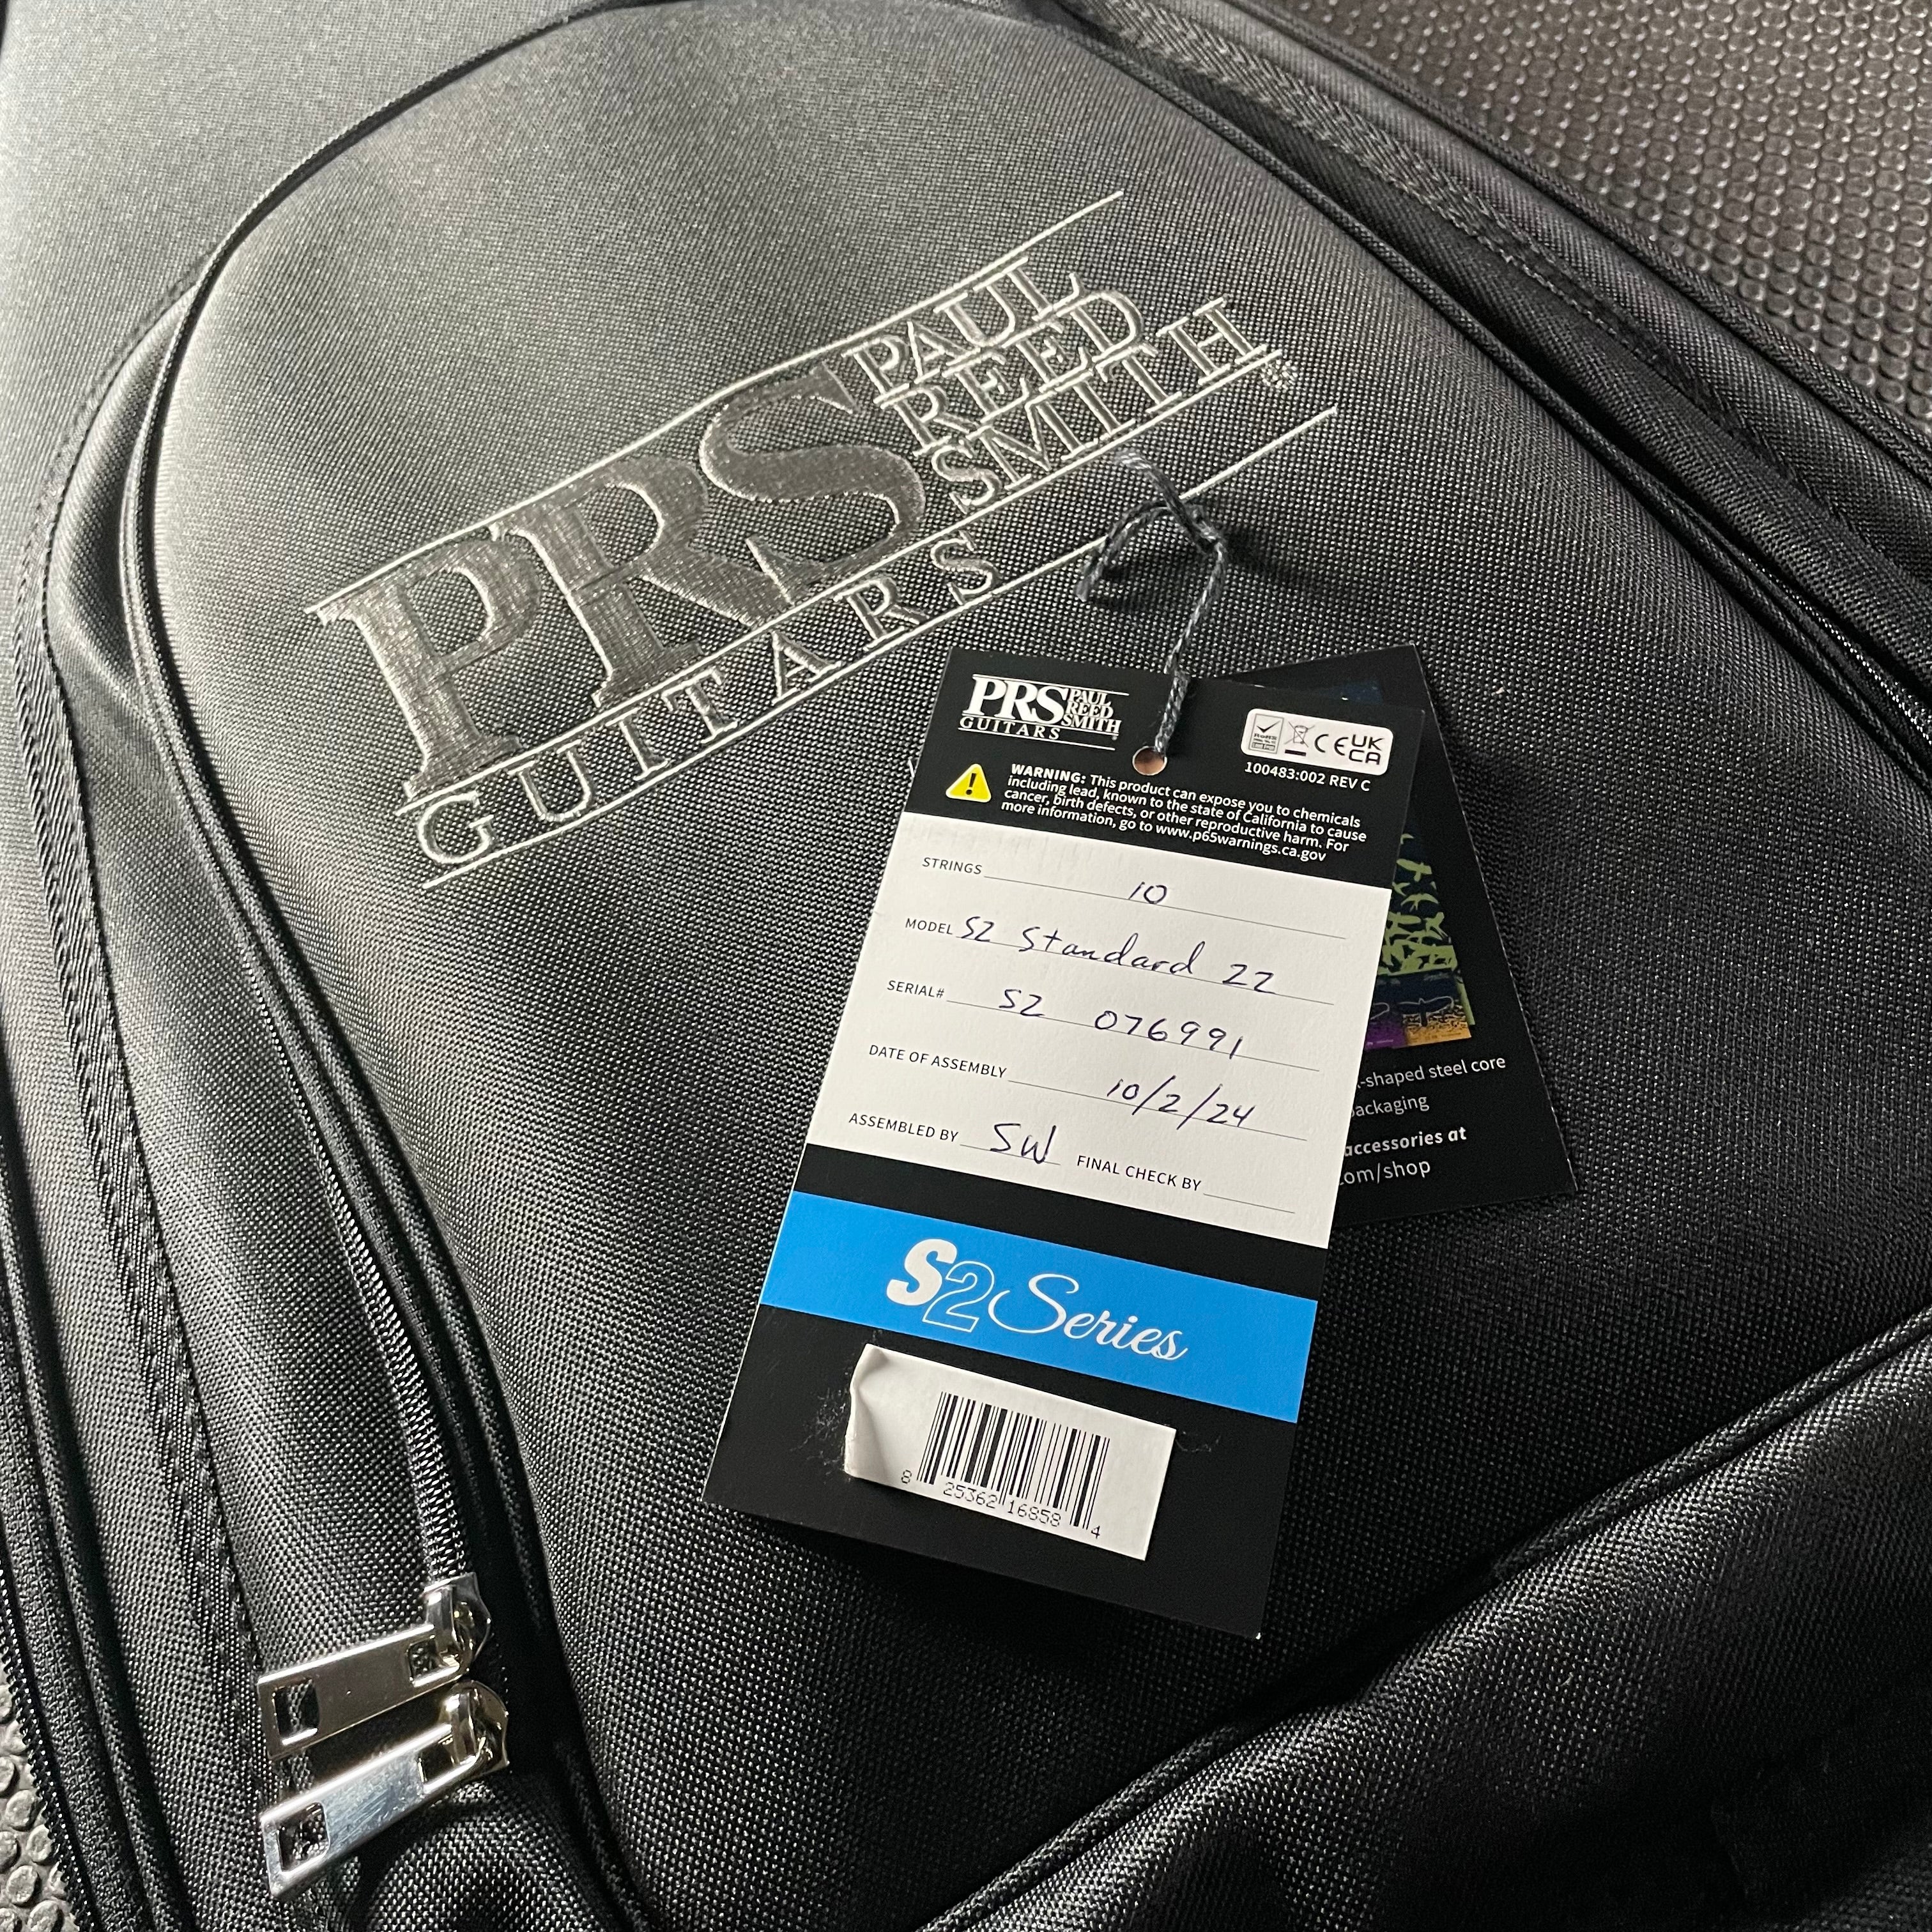 PRS PAUL
REED
SMITH
GUITARS
PRS PAUL
REED
SMITH
GUITARS
RoHS
CE UK
CA
100483:002 REV C
WARNING: This product can expose you to chemicals
including lead, known to the state of California to cause
cancer, birth defects, or other reproductive harm. For
more information, go to www.p65warnings.ca.gov
STRINGS 10
MODEL S2 Standard 22
SERIAL# S2 076991
DATE OF ASSEMBLY 10/2/24
ASSEMBLED BY SW FINAL CHECK BY
S2 Series
8 25362 16858 4
-shaped steel core
packaging
accessories at
com/shop